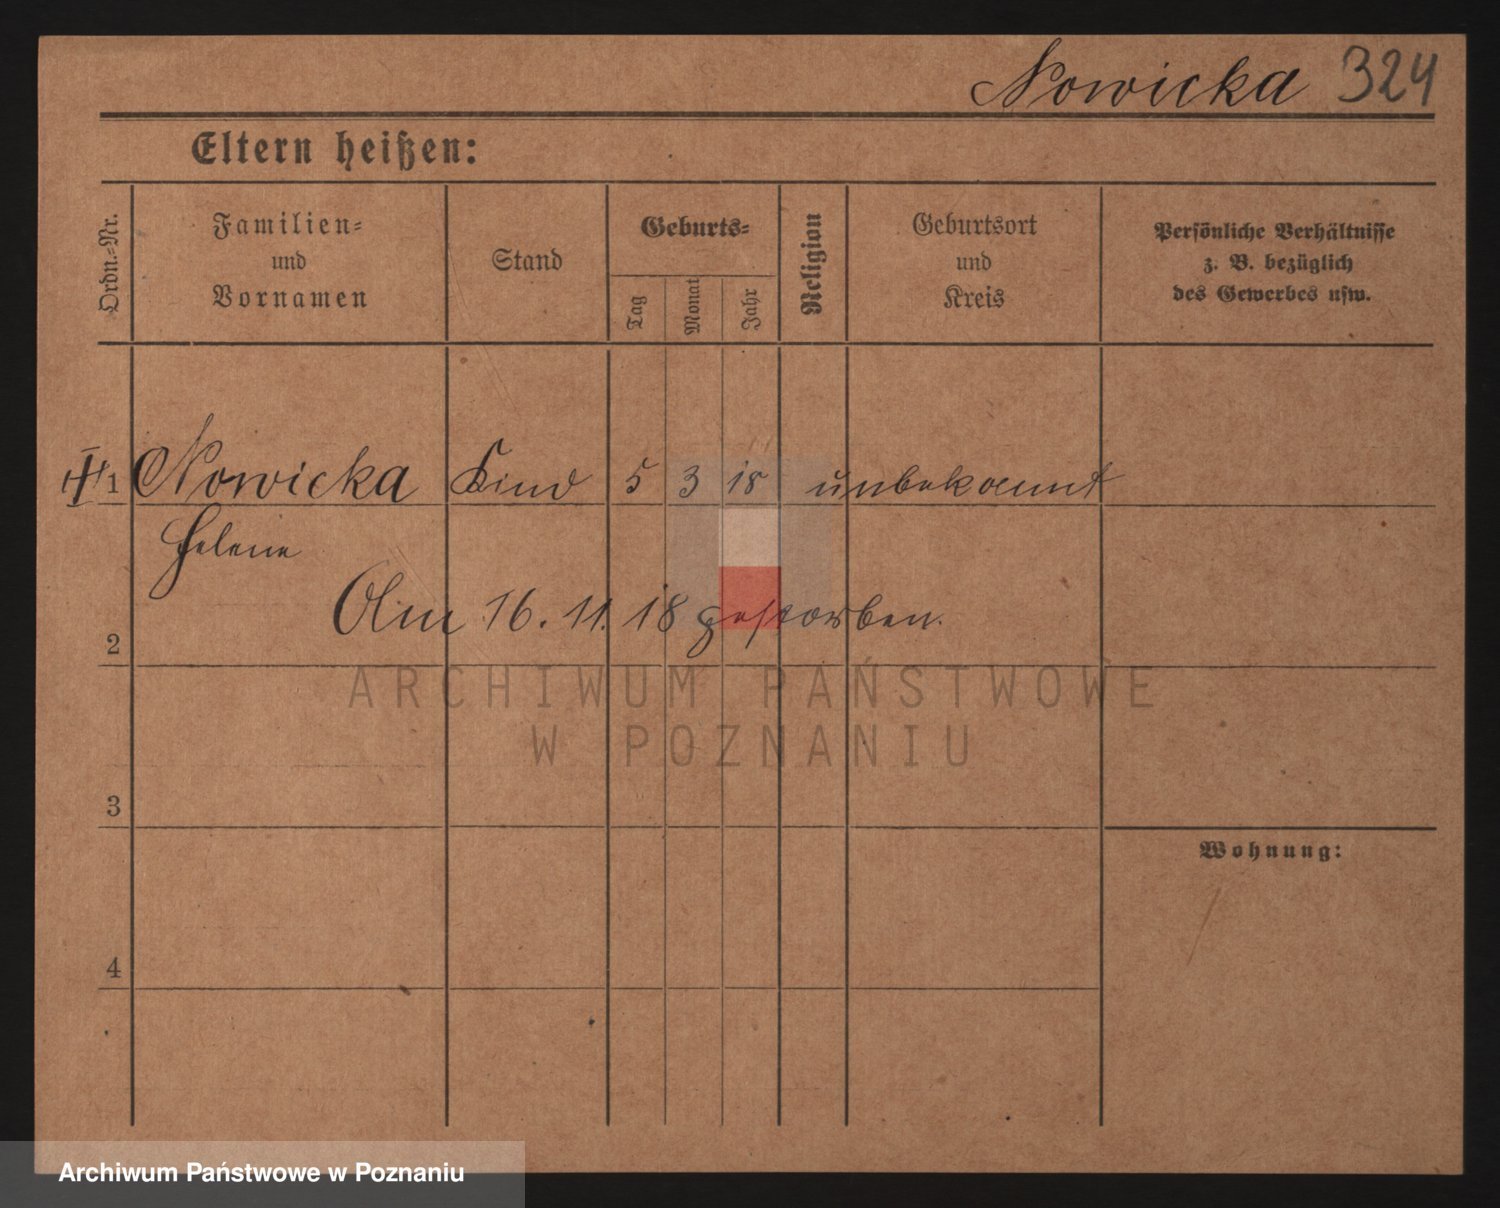 Nowicka 324
Eltern heißen:
Ordn.-Nr.
Familien-
und
Vornamen
Stand
Geburts-
Tag
Monat
Jahr
Religion
Geburtsort
und
Kreis
Persönliche Verhältnisse
z. B. bezüglich
des Gewerbes usw.
1 Nowicka Kind 5 3 18 unbekannt
Helene
Am 16. 11. 18 gestorben.
2
ARCHIWUM PAŃSTWOWE
W POZNANIU
3
Wohnung:
4
Archiwum Państwowe w Poznaniu